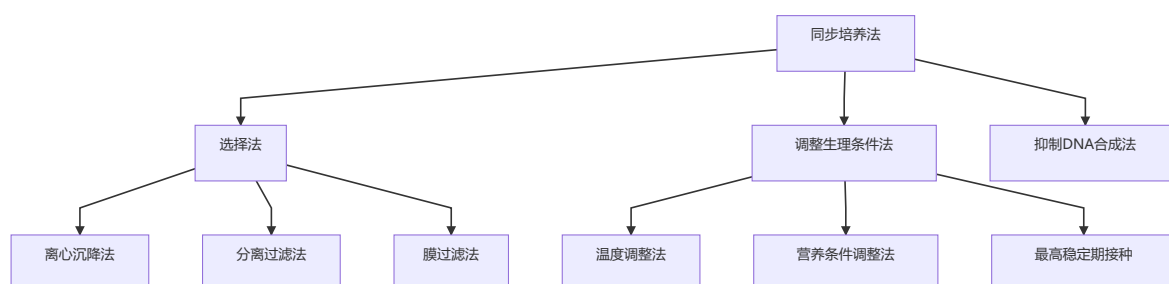 同步培养法
选择法
调整生理条件法
抑制DNA合成法
离心沉降法
分离过滤法
膜过滤法
温度调整法
营养条件调整法
最高稳定期接种